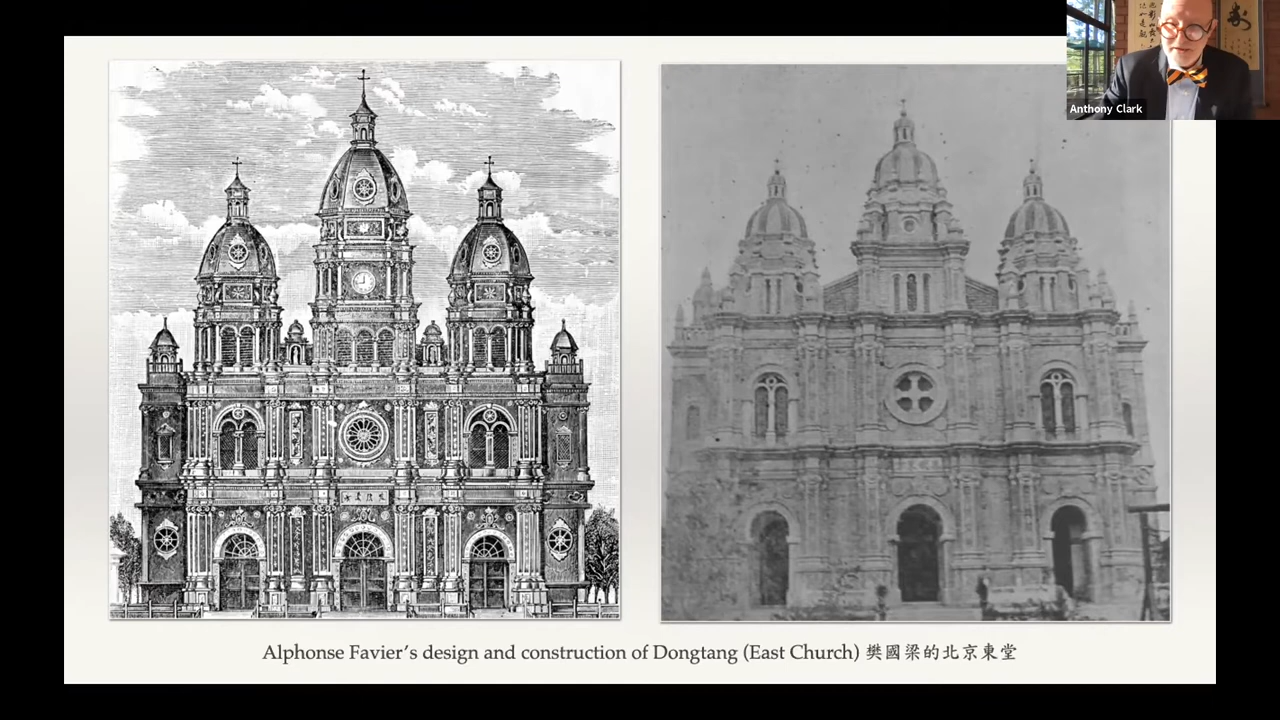 Anthony Clark
Alphonse Favier's design and construction of Dongtang (East Church) 樊國梁的北京東堂